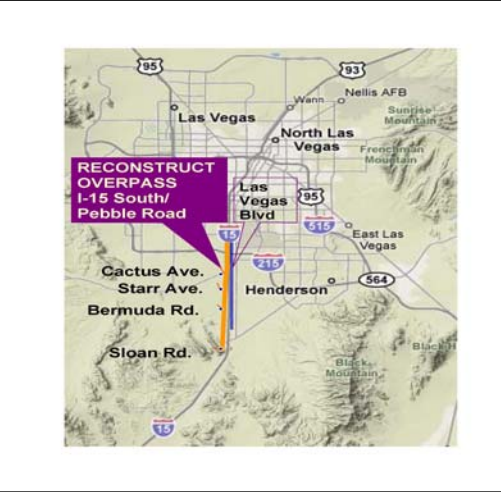 95
93
Nellis AFB
Wann
Las Vegas
Sunrise
Mountain
North Las
Vegas
Frenchman
Mountain
RECONSTRUCT
OVERPASS
I-15 South/
Pebble Road
Las
Vegas
Blvd
95
515
15
East Las
Vegas
215
Cactus Ave.
Starr Ave.
Henderson
564
Bermuda Rd.
Sloan Rd.
Black
Mountain
Black H
15